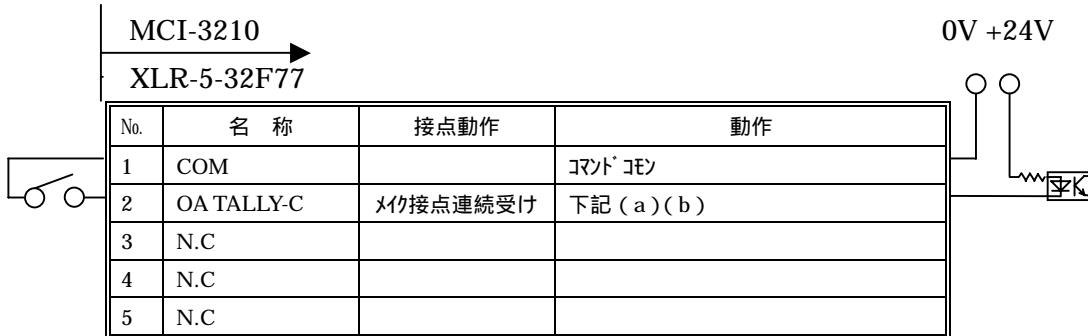 MCI-3210
0V +24V
XLR-5-32F77
No. 名 称 接点動作 動作
1 COM ｺﾏﾝﾄﾞ ｺﾓﾝ
2 OA TALLY-C ﾒｲｸ接点連続受け 下記(a)(b)
3 N.C
4 N.C
5 N.C